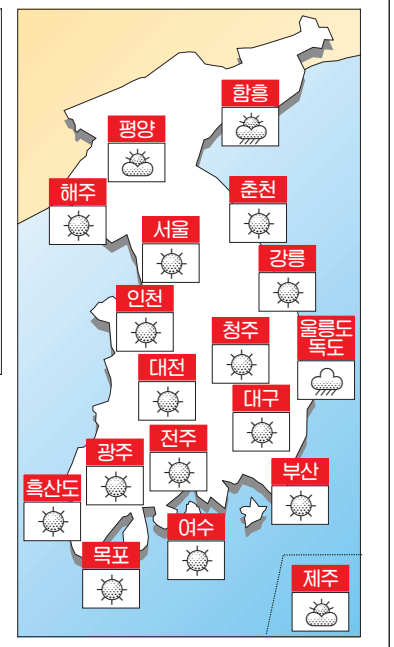 함흥
평양
해주
춘천
서울
강릉
인천
울릉도
독도
청주
대전
대구
전주
광주
부산
흑산도
여수
목포
제주